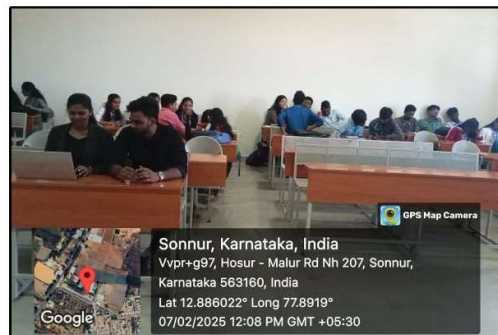 GPS Map Camera
Sonnur, Karnataka, India
Vvpr+g97, Hosur - Malur Rd Nh 207, Sonnur,
Karnataka 563160, India
Lat 12.886022° Long 77.8919°
07/02/2025 12:08 PM GMT +05:30
Google